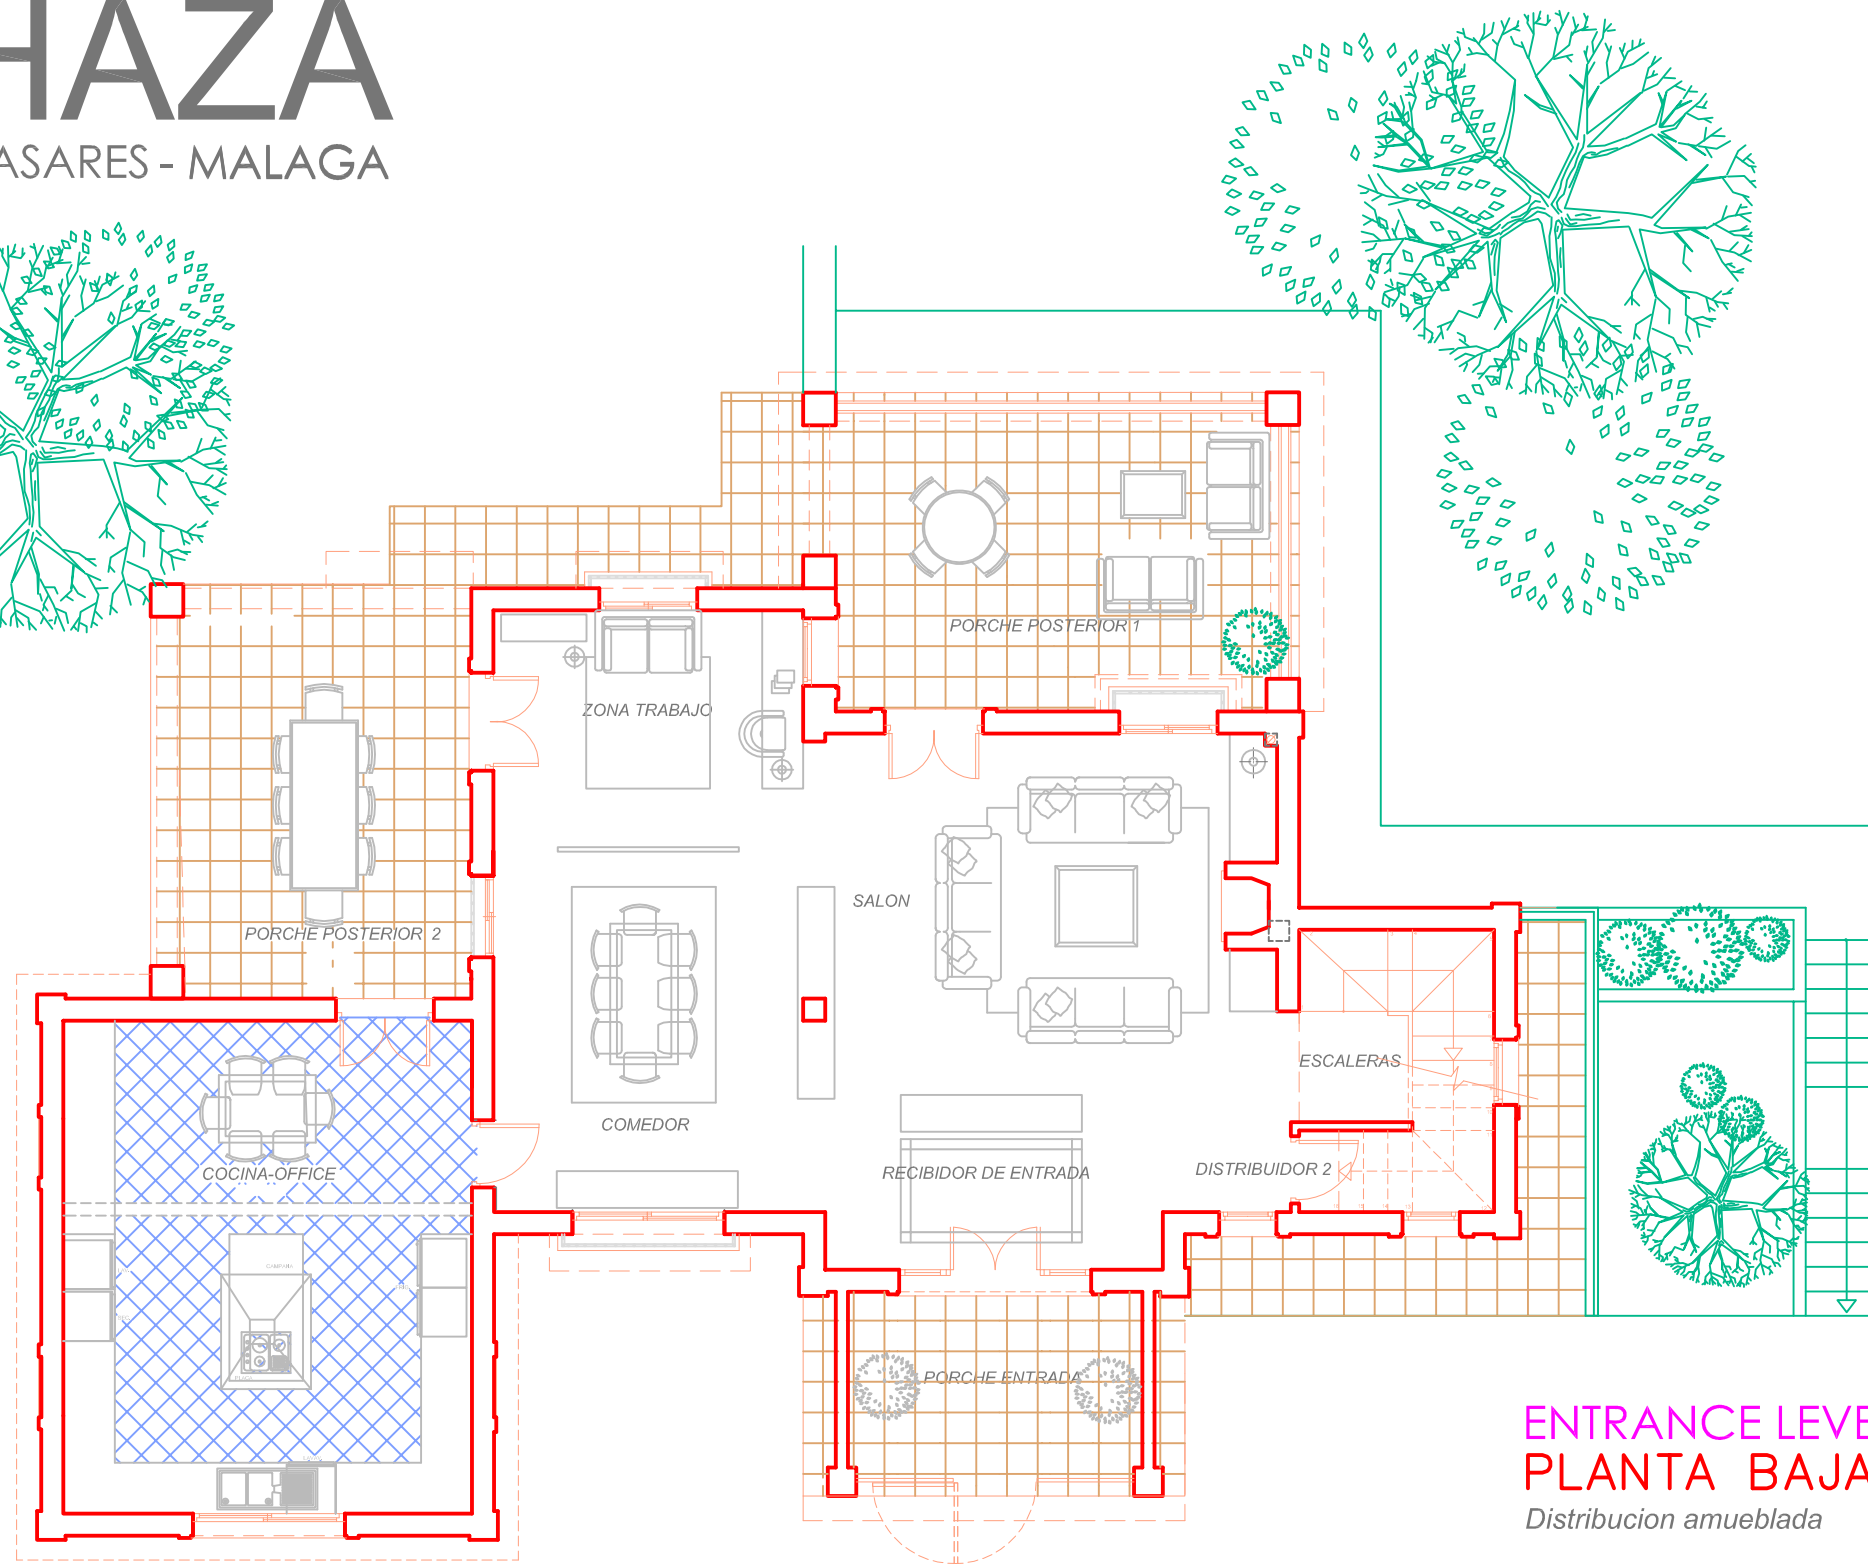 HAZA
ASARES - MALAGA
PORCHE POSTERIOR 1
ZONA TRABAJO
SALON
PORCHE POSTERIOR 2
ESCALERAS
COMEDOR
COCINA-OFFICE
RECIBIDOR DE ENTRADA
DISTRIBUIDOR 2
CAMPANA
PORCHE ENTRADA
ENTRANCE LEVE
PLANTA BAJA
Distribucion amueblada